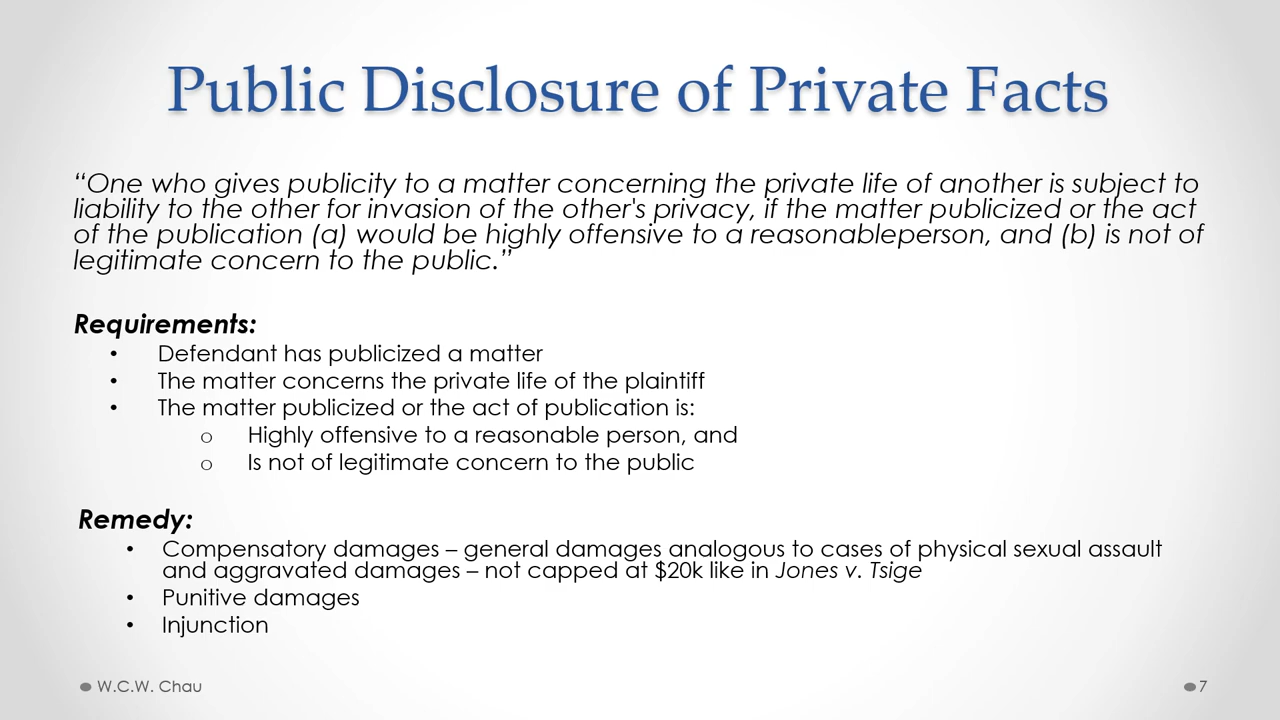 Public Disclosure of Private Facts
“One who gives publicity to a matter concerning the private life of another is subject to
liability to the other for invasion of the other's privacy, if the matter publicized or the act
of the publication (a) would be highly offensive to a reasonableperson, and (b) is not of
legitimate concern to the public.”
Requirements:
• Defendant has publicized a matter
• The matter concerns the private life of the plaintiff
• The matter publicized or the act of publication is:
o Highly offensive to a reasonable person, and
o Is not of legitimate concern to the public
Remedy:
• Compensatory damages – general damages analogous to cases of physical sexual assault
and aggravated damages – not capped at $20k like in Jones v. Tsige
• Punitive damages
• Injunction
W.C.W. Chau
7